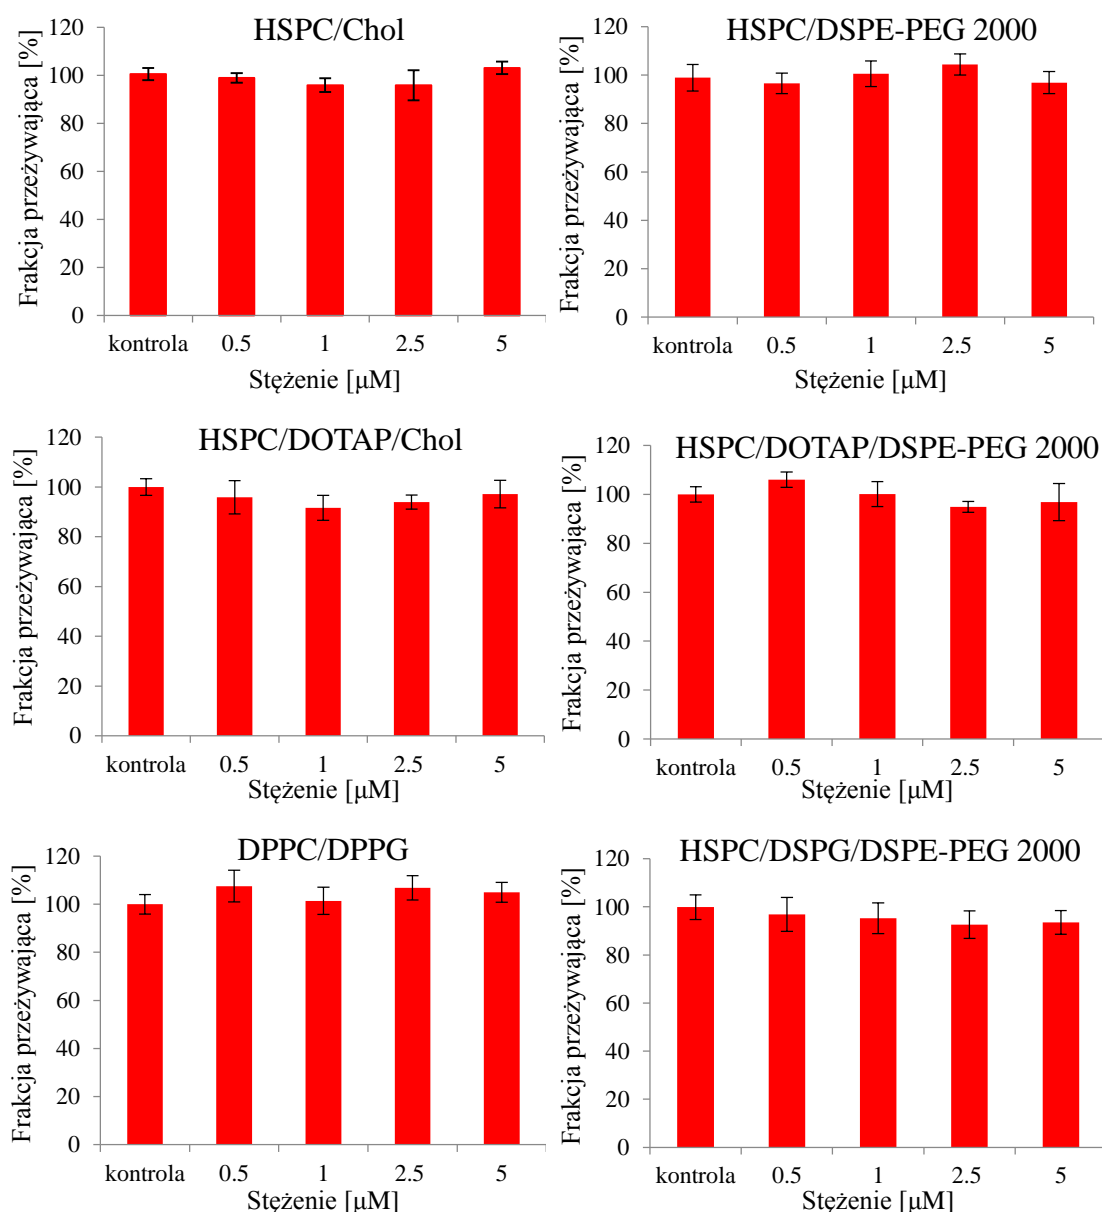 HSPC/Chol
Frakcja przeżywająca [%]
120
100
80
60
40
20
0
kontrola 0.5 1 2.5 5
Stężenie [μM]
HSPC/DSPE-PEG 2000
Frakcja przeżywająca [%]
120
100
80
60
40
20
0
kontrola 0.5 1 2.5 5
Stężenie [μM]
HSPC/DOTAP/Chol
Frakcja przeżywająca [%]
120
100
80
60
40
20
0
kontrola 0.5 1 2.5 5
Stężenie [μM]
HSPC/DOTAP/DSPE-PEG 2000
Frakcja przeżywająca [%]
120
100
80
60
40
20
0
kontrola 0.5 1 2.5 5
Stężenie [μM]
DPPC/DPPG
Frakcja przeżywająca [%]
120
100
80
60
40
20
0
kontrola 0.5 1 2.5 5
Stężenie [μM]
HSPC/DSPG/DSPE-PEG 2000
Frakcja przeżywająca [%]
120
100
80
60
40
20
0
kontrola 0.5 1 2.5 5
Stężenie [μM]